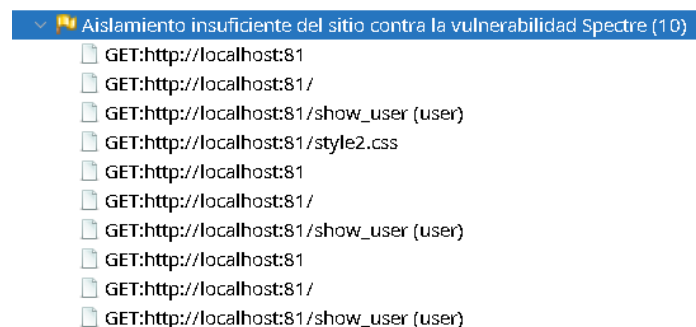 Aislamiento insuficiente del sitio contra la vulnerabilidad Spectre (10)
GET:http://localhost:81
GET:http://localhost:81/
GET:http://localhost:81/show_user (user)
GET:http://localhost:81/style2.css
GET:http://localhost:81
GET:http://localhost:81/
GET:http://localhost:81/show_user (user)
GET:http://localhost:81
GET:http://localhost:81/
GET:http://localhost:81/show_user (user)